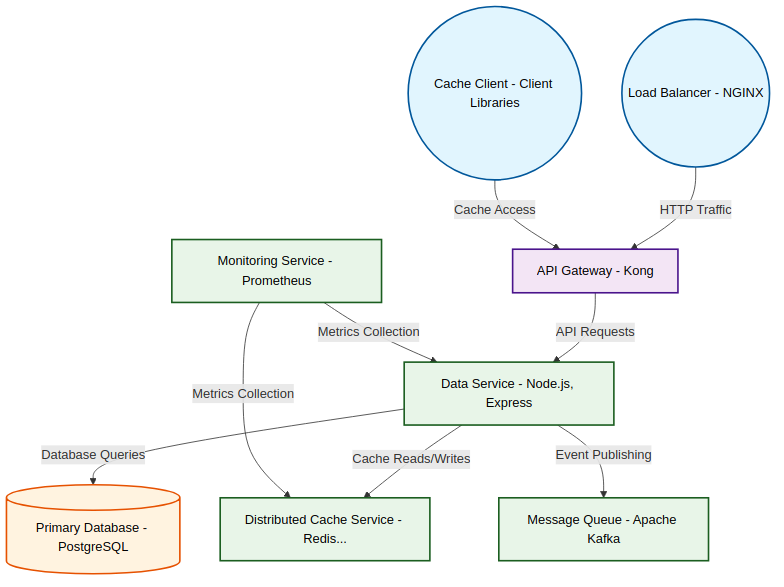 Cache Client - Client
Libraries
Load Balancer - NGINX
Cache Access
HTTP Traffic
Monitoring Service -
Prometheus
API Gateway - Kong
Metrics Collection
API Requests
Metrics Collection
Data Service - Node.js,
Express
Database Queries
Cache Reads/Writes
Event Publishing
Primary Database -
PostgreSQL
Distributed Cache Service -
Redis...
Message Queue - Apache
Kafka